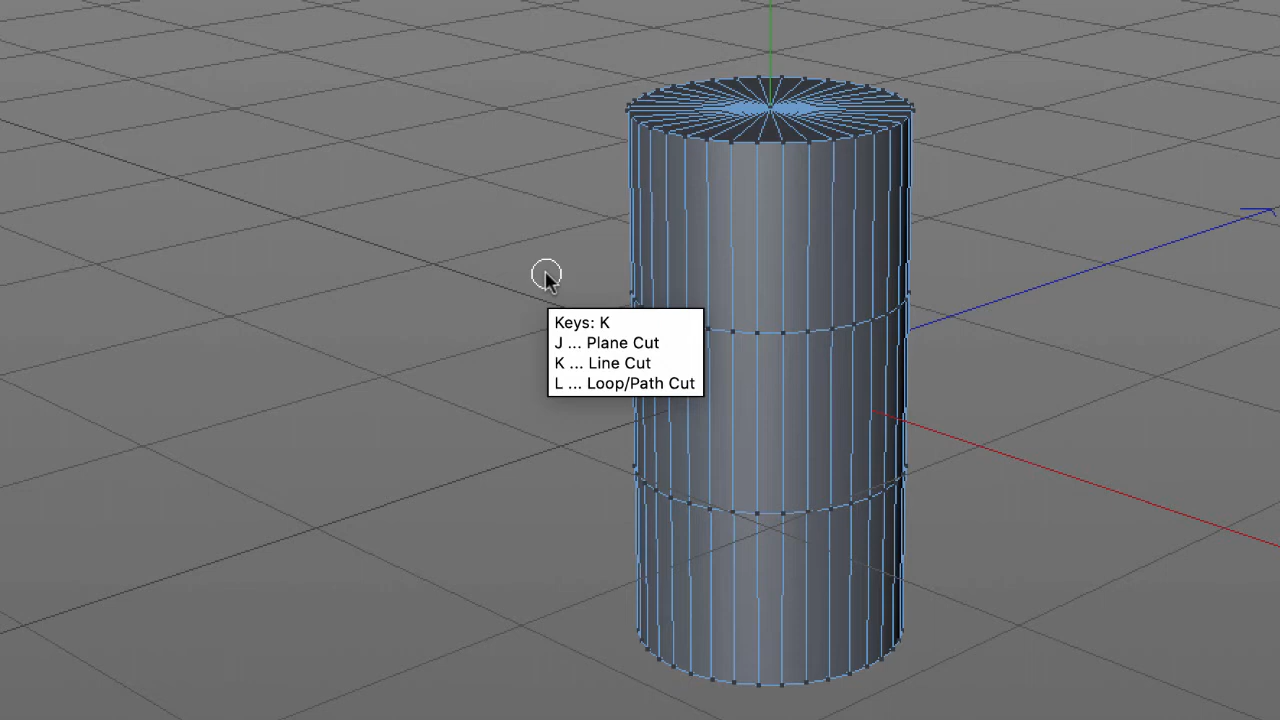 Keys: K
J ... Plane Cut
K ... Line Cut
L ... Loop/Path Cut